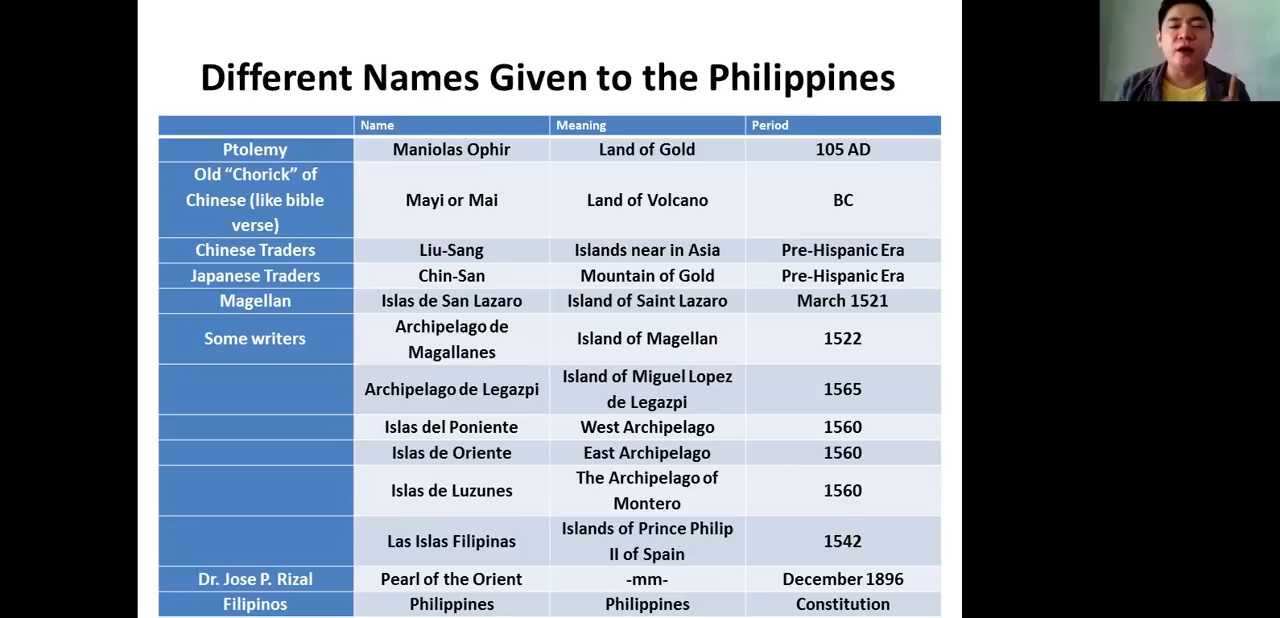 Different Names Given to the Philippines
Name Meaning Period
Ptolemy Maniolas Ophir Land of Gold 105 AD
Old “Chorick” of
Chinese (like bible
verse)
Mayi or Mai Land of Volcano BC
Chinese Traders Liu-Sang Islands near in Asia Pre-Hispanic Era
Japanese Traders Chin-San Mountain of Gold Pre-Hispanic Era
Magellan Islas de San Lazaro Island of Saint Lazaro March 1521
Some writers
Archipelago de
Magallanes
Island of Magellan 1522
Archipelago de Legazpi
Island of Miguel Lopez
de Legazpi
1565
Islas del Poniente West Archipelago 1560
Islas de Oriente East Archipelago 1560
Islas de Luzunes
The Archipelago of
Montero
1560
Las Islas Filipinas
Islands of Prince Philip
II of Spain
1542
Dr. Jose P. Rizal Pearl of the Orient -mm- December 1896
Filipinos Philippines Philippines Constitution